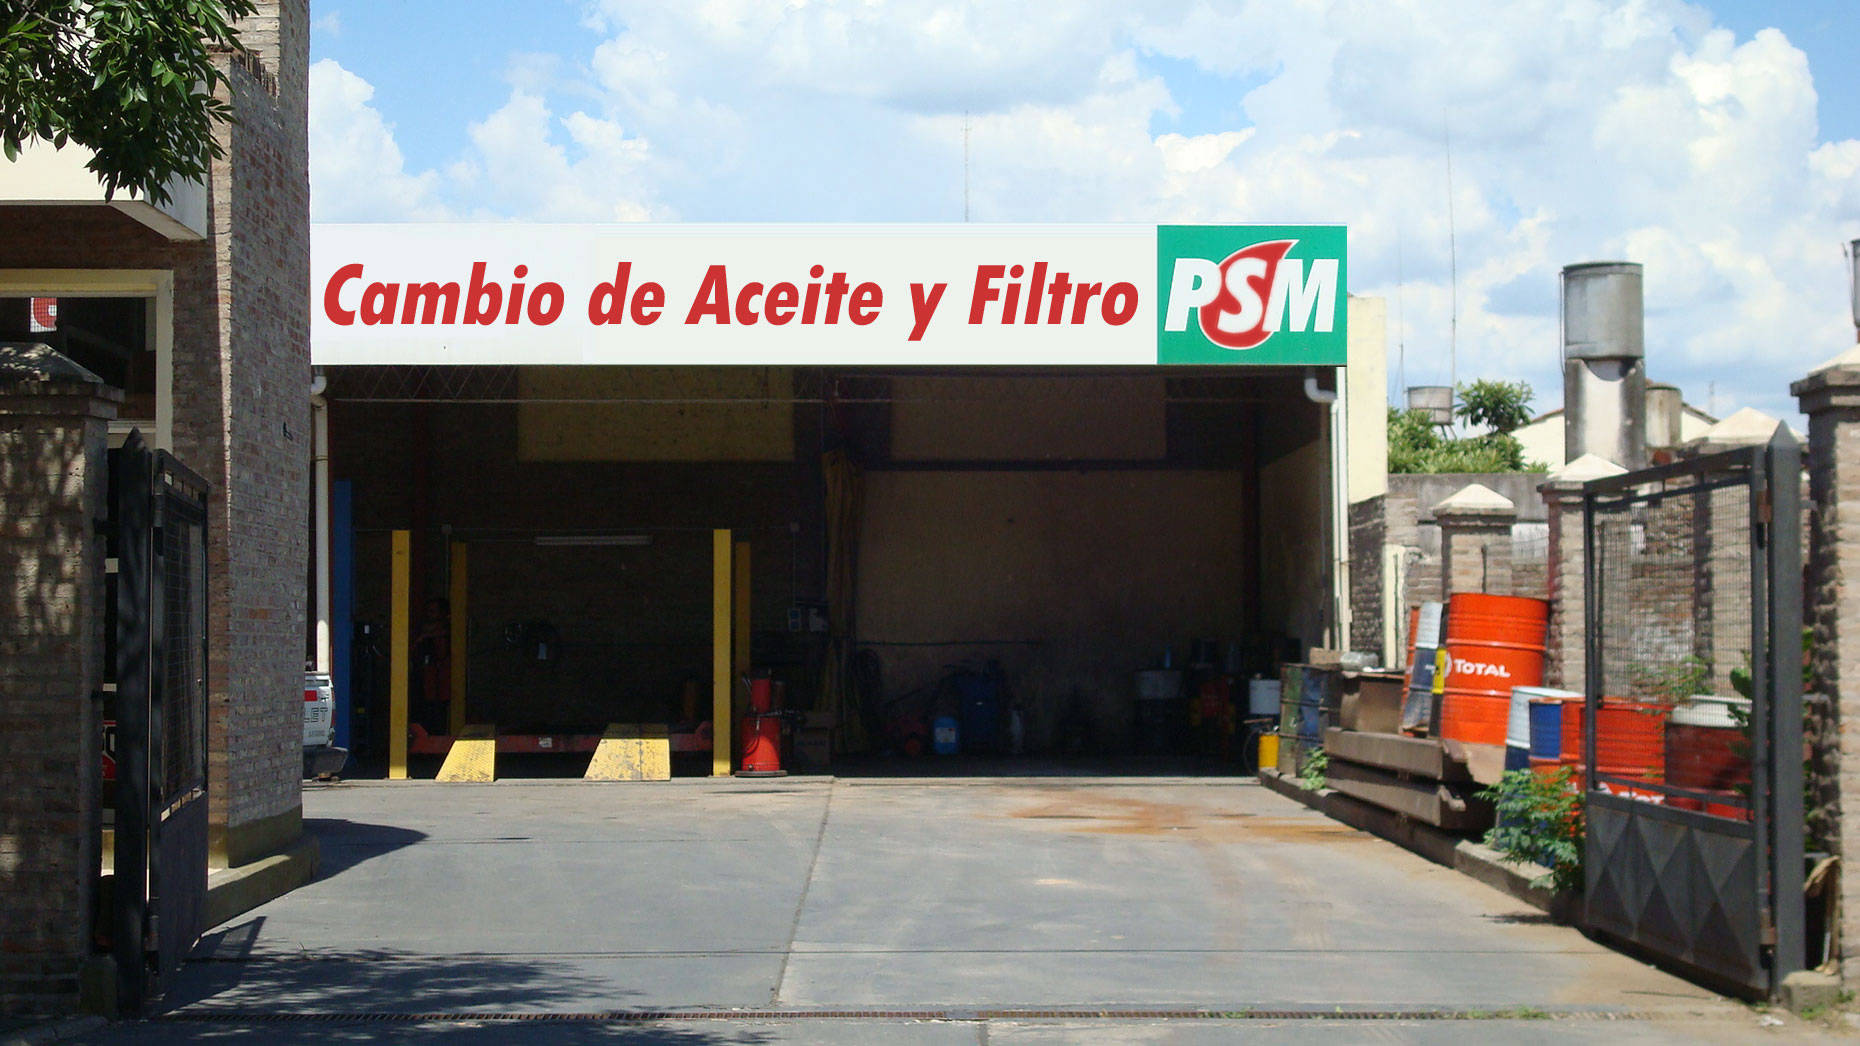 Cambio de Aceite y Filtro
PSM
TOTAL